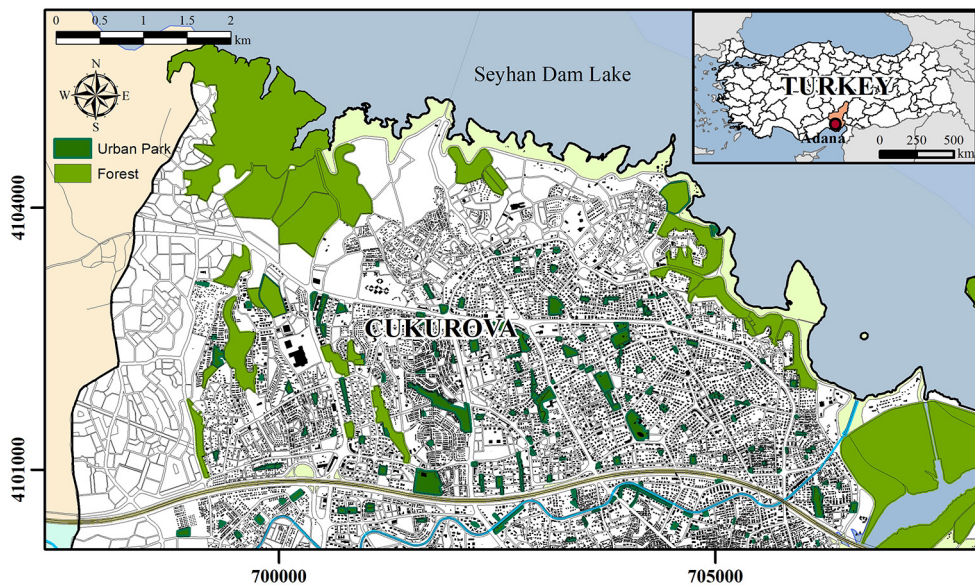 0 0.5 1 1.5 2
km
N
W E
S
Urban Park
Forest
Seyhan Dam Lake
TURKEY
Adana
0 250 500
km
ÇUKUROVA
4104000
4101000
700000
705000